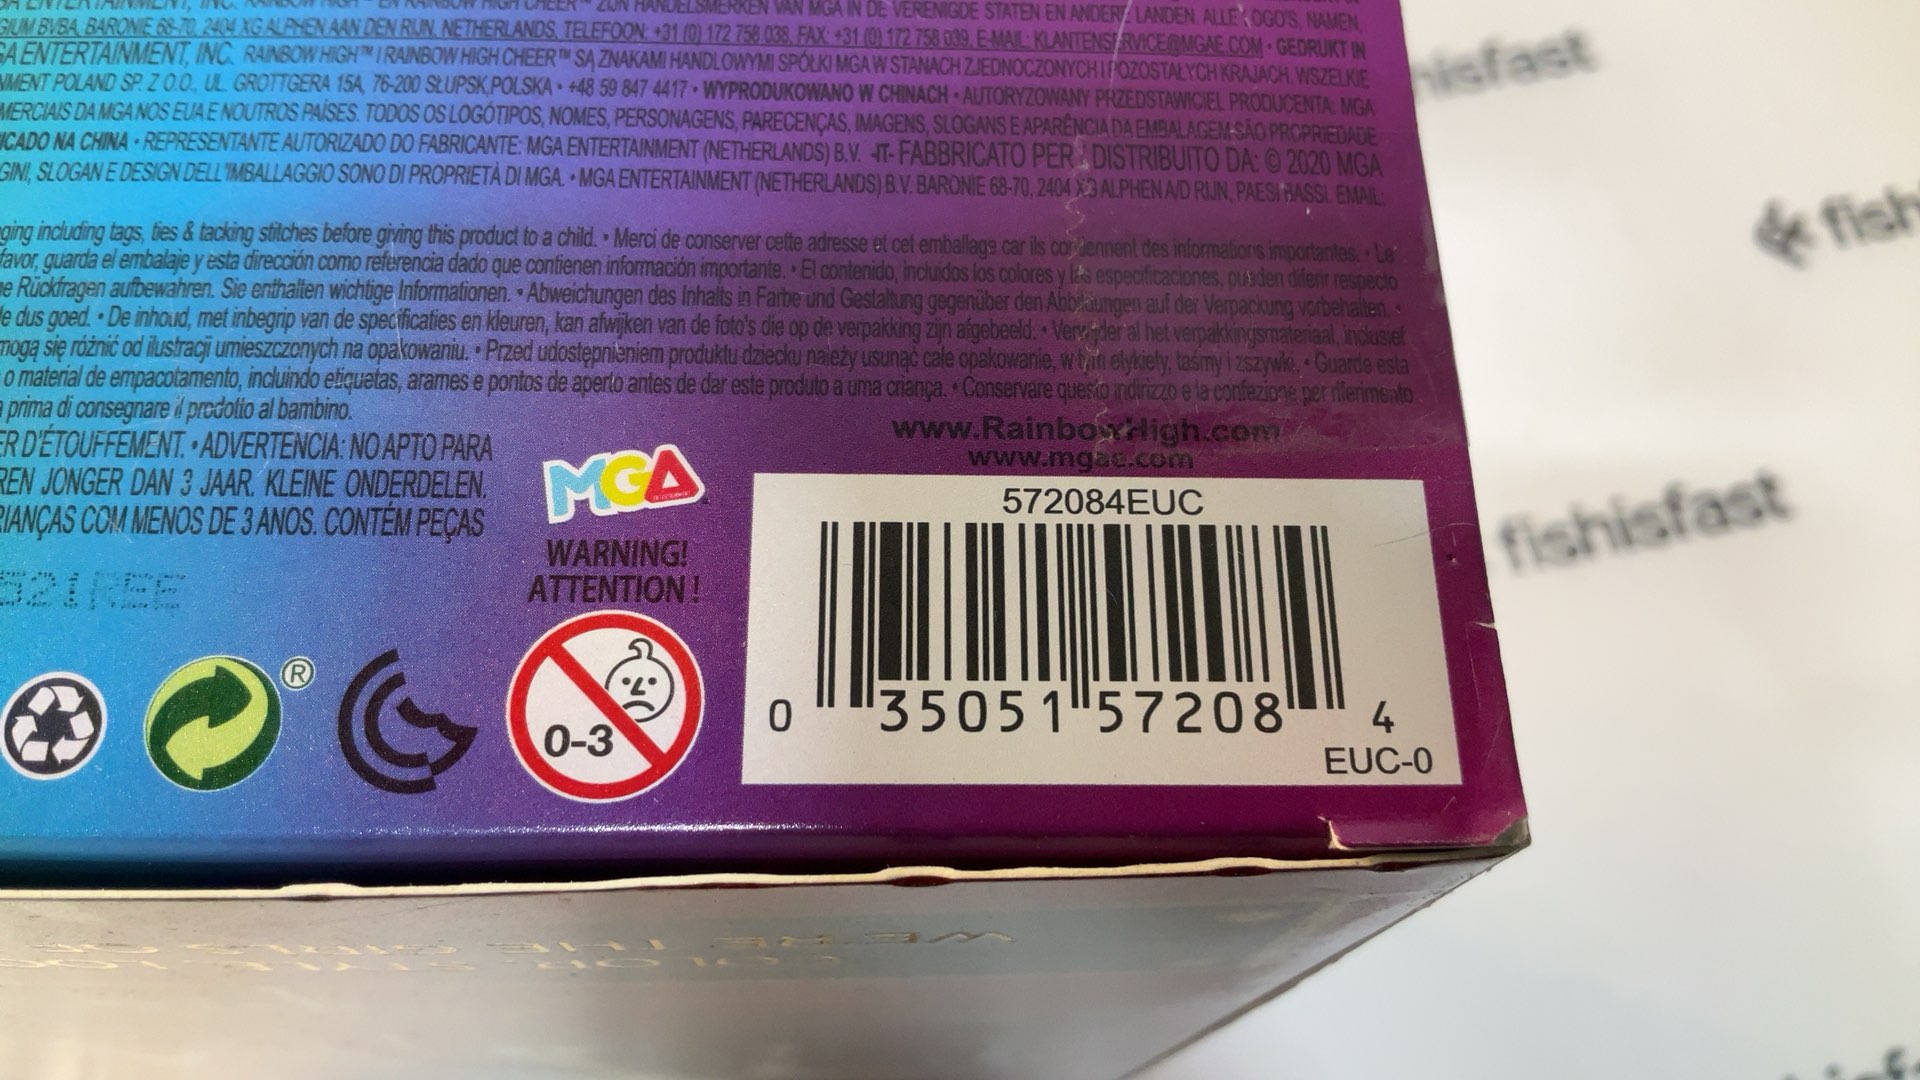 GA ENTERTAINMENT, INC. RAINBOW HIGH™ EN RAINBOW HIGH CHEER™ ZIJN HANDELSMERKEN VAN MGA IN DE VERENIGDE STATEN EN ANDERE LANDEN. ALLE LOGO'S, NAMEN,
GIUM BVBA, BARONIE 68-70, 2404 XG ALPHEN AAN DEN RIJN, NETHERLANDS, TELEFOON: +31 (0) 172 758 038, FAX: +31 (0) 172 758 039, E-MAIL: KLANTENSERVICE@MGAE.COM • GEDRUKT IN
GA ENTERTAINMENT, INC. RAINBOW HIGH™ I RAINBOW HIGH CHEER™ SĄ ZNAKAMI HANDLOWYMI SPÓŁKI MGA W STANACH ZJEDNOCZONYCH I POZOSTAŁYCH KRAJACH. WSZELKIE
NMENT POLAND SP. Z O.O., UL. GROTTGERA 15A, 76-200 SŁUPSK, POLSKA • +48 59 847 4417 • WYPRODUKOWANO W CHINACH • AUTORYZOWANY PRZEDSTAWICIEL PRODUCENTA: MGA
MERCIAIS DA MGA NOS EUA E NOUTROS PAÍSES. TODOS OS LOGÓTIPOS, NOMES, PERSONAGENS, PARECENÇAS, IMAGENS, SLOGANS E APARÊNCIA DA EMBALAGEM SÃO PROPRIEDADE
ICADO NA CHINA • REPRESENTANTE AUTORIZADO DO FABRICANTE: MGA ENTERTAINMENT (NETHERLANDS) B.V. -IT- FABBRICATO PER DISTRIBUITO DA: © 2020 MGA
GINI, SLOGAN E DESIGN DELL'IMBALLAGGIO SONO DI PROPRIETÀ DI MGA. • MGA ENTERTAINMENT (NETHERLANDS) B.V. BARONIE 68-70, 2404 XG ALPHEN A/D RIJN, PAESI BASSI. EMAIL:
ging including tags, ties & tacking stitches before giving this product to a child. • Merci de conserver cette adresse et cet emballage car ils contiennent des informations importantes. • Le
favor, guarda el embalaje y esta dirección como referencia dado que contienen información importante. • El contenido, incluidos los colores y las especificaciones, pueden diferir respecto
e Rückfragen aufbewahren. Sie enthalten wichtige Informationen. • Abweichungen des Inhalts in Farbe und Gestaltung gegenüber den Abbildungen auf der Verpackung vorbehalten. •
e dus goed. • De inhoud, met inbegrip van de specificaties en kleuren, kan afwijken van de foto's die op de verpakking zijn afgebeeld. • Verwijder al het verpakkingsmateriaal, inclusief
mogą się różnić od ilustracji umieszczonych na opakowaniu. • Przed udostępnieniem produktu dziecku należy usunąć całe opakowanie, w tym etykiety, taśmy i zszywki. • Guarde esta
o material de empacotamento, incluindo etiquetas, arames e pontos de aperto antes de dar este produto a uma criança. • Conservare questo indirizzo e la confezione per riferimento
prima di consegnare il prodotto al bambino.
ER D'ÉTOUFFEMENT. • ADVERTENCIA: NO APTO PARA
REN JONGER DAN 3 JAAR. KLEINE ONDERDELEN.
RIANÇAS COM MENOS DE 3 ANOS. CONTÉM PEÇAS
www.RainbowHigh.com
www.mgae.com
MGA
WARNING!
ATTENTION !
0-3
®
572084EUC
0 35051 57208 4
EUC-0
WE'RE THE GIRLS OF
hisfast
fish
fishisfast